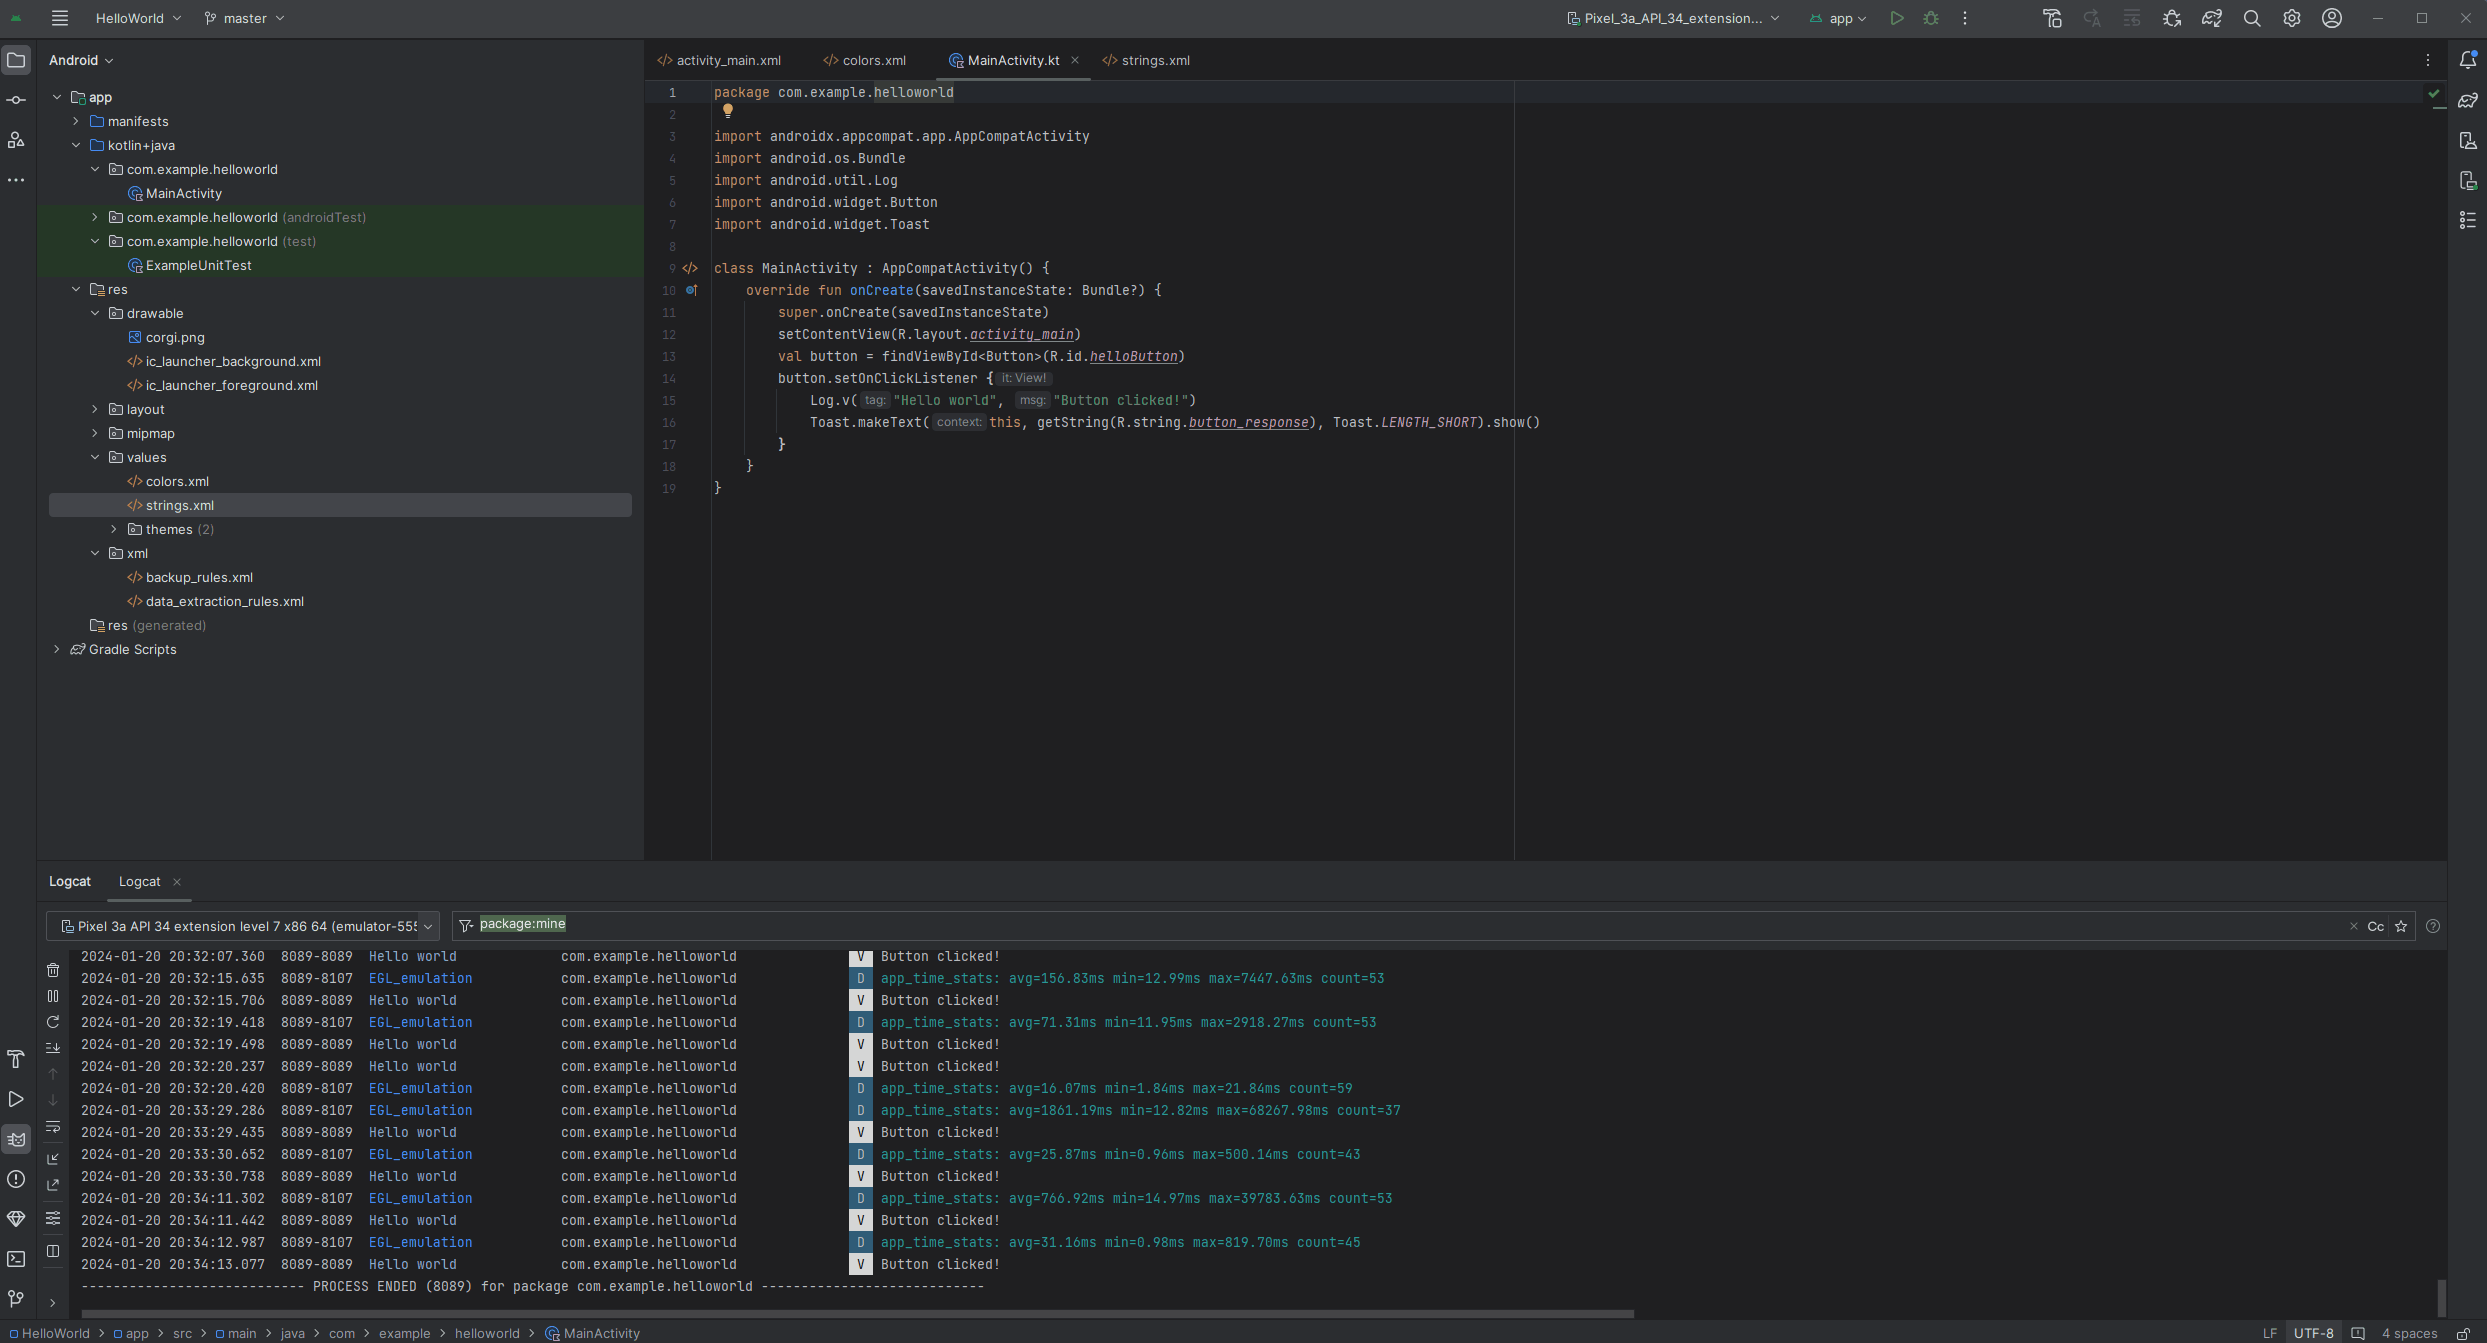 HelloWorld master Pixel_3a_API_34_extension... app
Android
app
manifests
kotlin+java
com.example.helloworld
MainActivity
com.example.helloworld (androidTest)
com.example.helloworld (test)
ExampleUnitTest
res
drawable
corgi.png
ic_launcher_background.xml
ic_launcher_foreground.xml
layout
mipmap
values
colors.xml
strings.xml
themes (2)
xml
backup_rules.xml
data_extraction_rules.xml
res (generated)
Gradle Scripts
activity_main.xml colors.xml MainActivity.kt strings.xml
1 package com.example.helloworld
2
3 import androidx.appcompat.app.AppCompatActivity
4 import android.os.Bundle
5 import android.util.Log
6 import android.widget.Button
7 import android.widget.Toast
8
9 class MainActivity : AppCompatActivity() {
10 override fun onCreate(savedInstanceState: Bundle?) {
11 super.onCreate(savedInstanceState)
12 setContentView(R.layout.activity_main)
13 val button = findViewById<Button>(R.id.helloButton)
14 button.setOnClickListener { it: View!
15 Log.v( tag: "Hello world", msg: "Button clicked!")
16 Toast.makeText( context: this, getString(R.string.button_response), Toast.LENGTH_SHORT).show()
17 }
18 }
19 }
Logcat Logcat
Pixel 3a API 34 extension level 7 x86 64 (emulator-555 package:mine Cc
2024-01-20 20:32:07.360 8089-8089 Hello world com.example.helloworld V Button clicked!
2024-01-20 20:32:15.635 8089-8107 EGL_emulation com.example.helloworld D app_time_stats: avg=156.83ms min=12.99ms max=7447.63ms count=53
2024-01-20 20:32:15.706 8089-8089 Hello world com.example.helloworld V Button clicked!
2024-01-20 20:32:19.418 8089-8107 EGL_emulation com.example.helloworld D app_time_stats: avg=71.31ms min=11.95ms max=2918.27ms count=53
2024-01-20 20:32:19.498 8089-8089 Hello world com.example.helloworld V Button clicked!
2024-01-20 20:32:20.237 8089-8089 Hello world com.example.helloworld V Button clicked!
2024-01-20 20:32:20.420 8089-8107 EGL_emulation com.example.helloworld D app_time_stats: avg=16.07ms min=1.84ms max=21.84ms count=59
2024-01-20 20:33:29.286 8089-8107 EGL_emulation com.example.helloworld D app_time_stats: avg=1861.19ms min=12.82ms max=68267.98ms count=37
2024-01-20 20:33:29.435 8089-8089 Hello world com.example.helloworld V Button clicked!
2024-01-20 20:33:30.652 8089-8107 EGL_emulation com.example.helloworld D app_time_stats: avg=25.87ms min=0.96ms max=500.14ms count=43
2024-01-20 20:33:30.738 8089-8089 Hello world com.example.helloworld V Button clicked!
2024-01-20 20:34:11.302 8089-8107 EGL_emulation com.example.helloworld D app_time_stats: avg=766.92ms min=14.97ms max=39783.63ms count=53
2024-01-20 20:34:11.442 8089-8089 Hello world com.example.helloworld V Button clicked!
2024-01-20 20:34:12.987 8089-8107 EGL_emulation com.example.helloworld D app_time_stats: avg=31.16ms min=0.98ms max=819.70ms count=45
2024-01-20 20:34:13.077 8089-8089 Hello world com.example.helloworld V Button clicked!
---------------------------- PROCESS ENDED (8089) for package com.example.helloworld ----------------------------
HelloWorld > app > src > main > java > com > example > helloworld > MainActivity LF UTF-8 4 spaces